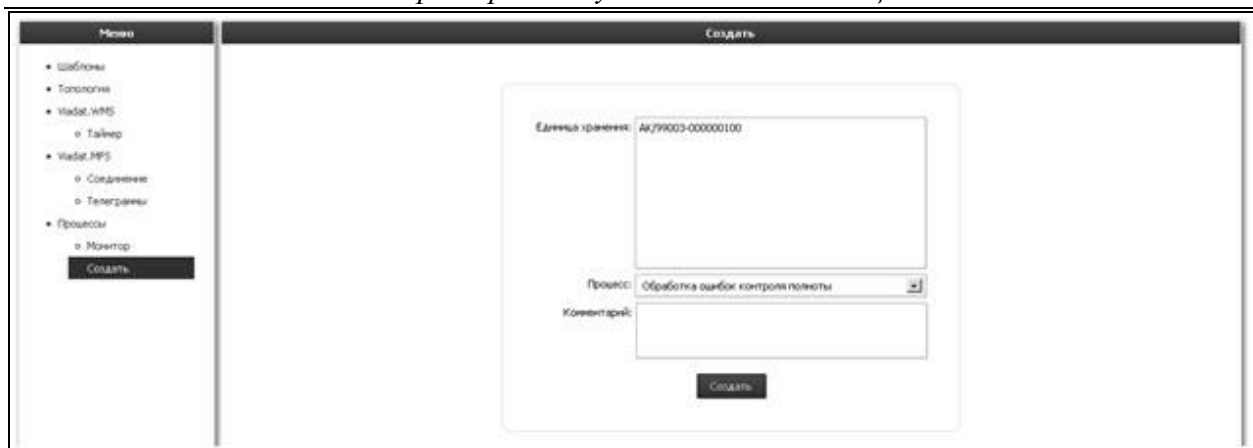 Меню
Создать
Шаблоны
Топология
Viadat.WMS
Таймер
Viadat.MFS
Соединение
Телеграммы
Процессы
Монитор
Создать
Единица хранения:
AK/99003-000000100
Процесс:
Обработка ошибок контроля полноты
Комментарий:
Создать